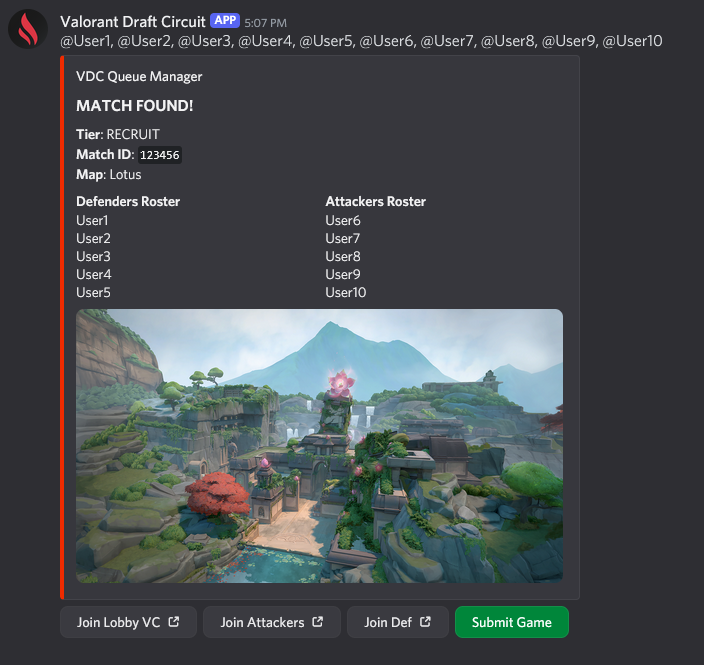 Valorant Draft Circuit APP 5:07 PM
@User1, @User2, @User3, @User4, @User5, @User6, @User7, @User8, @User9, @User10
VDC Queue Manager
MATCH FOUND!
Tier: RECRUIT
Match ID: 123456
Map: Lotus
Defenders Roster
User1
User2
User3
User4
User5
Attackers Roster
User6
User7
User8
User9
User10
Join Lobby VC
Join Attackers
Join Def
Submit Game